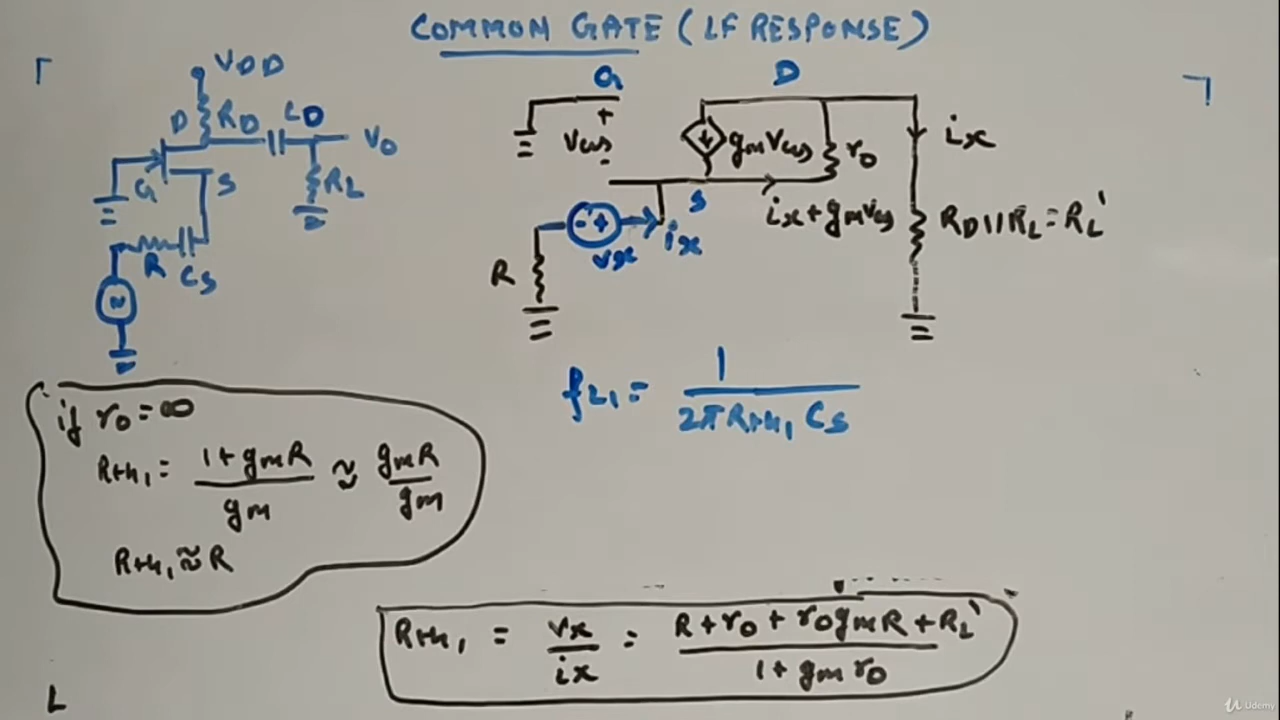 COMMON GATE (LF RESPONSE)
VDD
D RD CD
Vo
G S RL
R Cs
G D
+
Vgs gmVgs ro ix
-
S ix+gmVgs RD||RL=RL'
- + ix
R vx
fL1 = 1 / 2πRth1 Cs
if ro=∞
Rth1 = 1+gmR / gm ≈ gmR / gm
Rth1 ≈ R
Rth1 = vx / ix = R+ro+rogmR+RL' / 1+gmro
Udemy